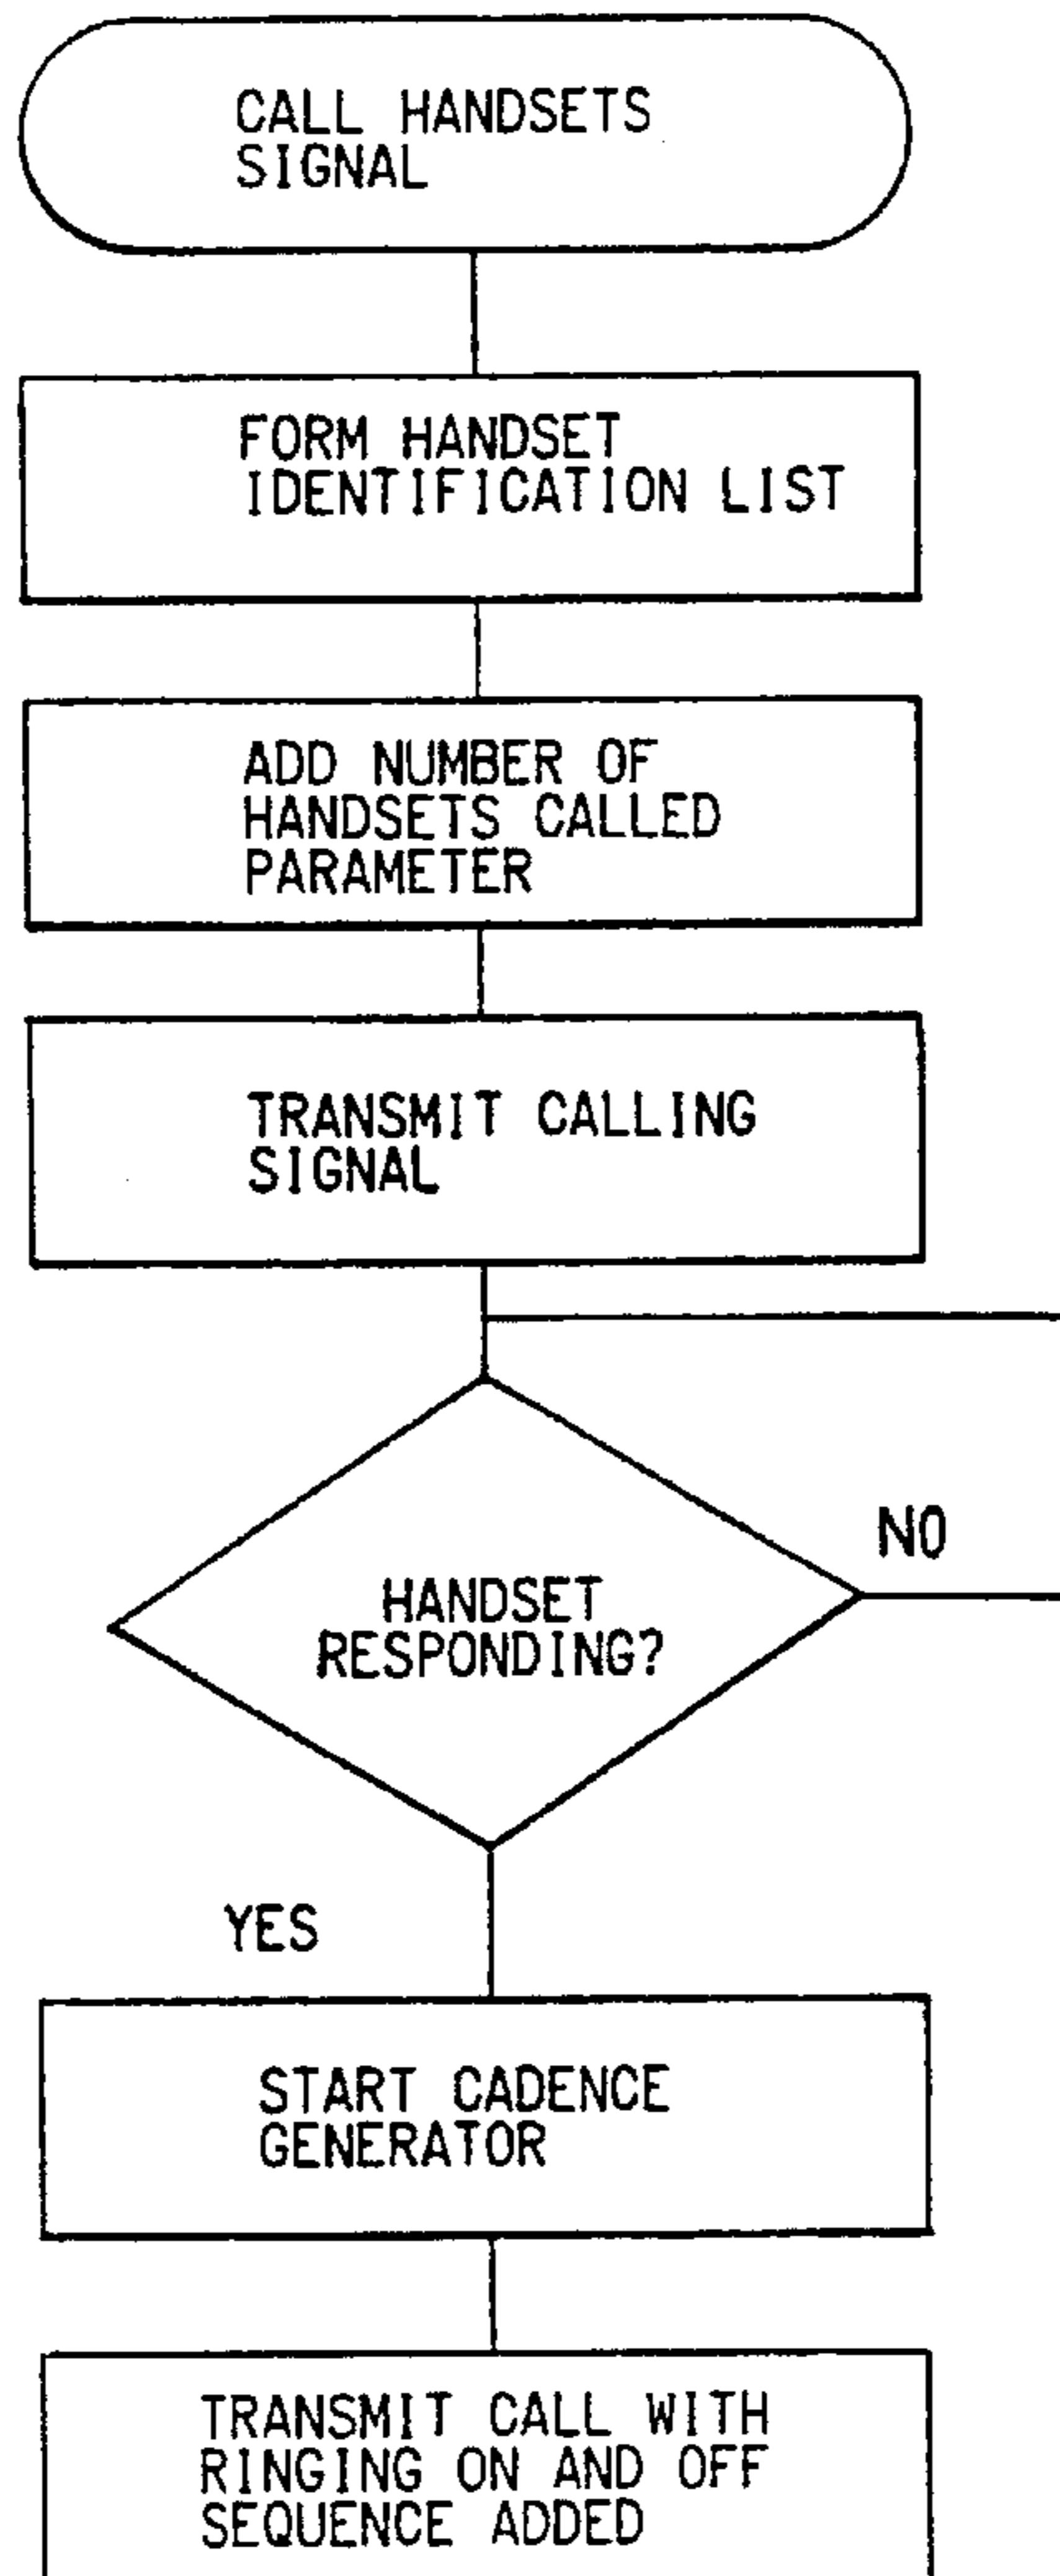 CALL HANDSETS
SIGNAL
FORM HANDSET
IDENTIFICATION LIST
ADD NUMBER OF
HANDSETS CALLED
PARAMETER
TRANSMIT CALLING
SIGNAL
NO
HANDSET
RESPONDING?
YES
START CADENCE
GENERATOR
TRANSMIT CALL WITH
RINGING ON AND OFF
SEQUENCE ADDED